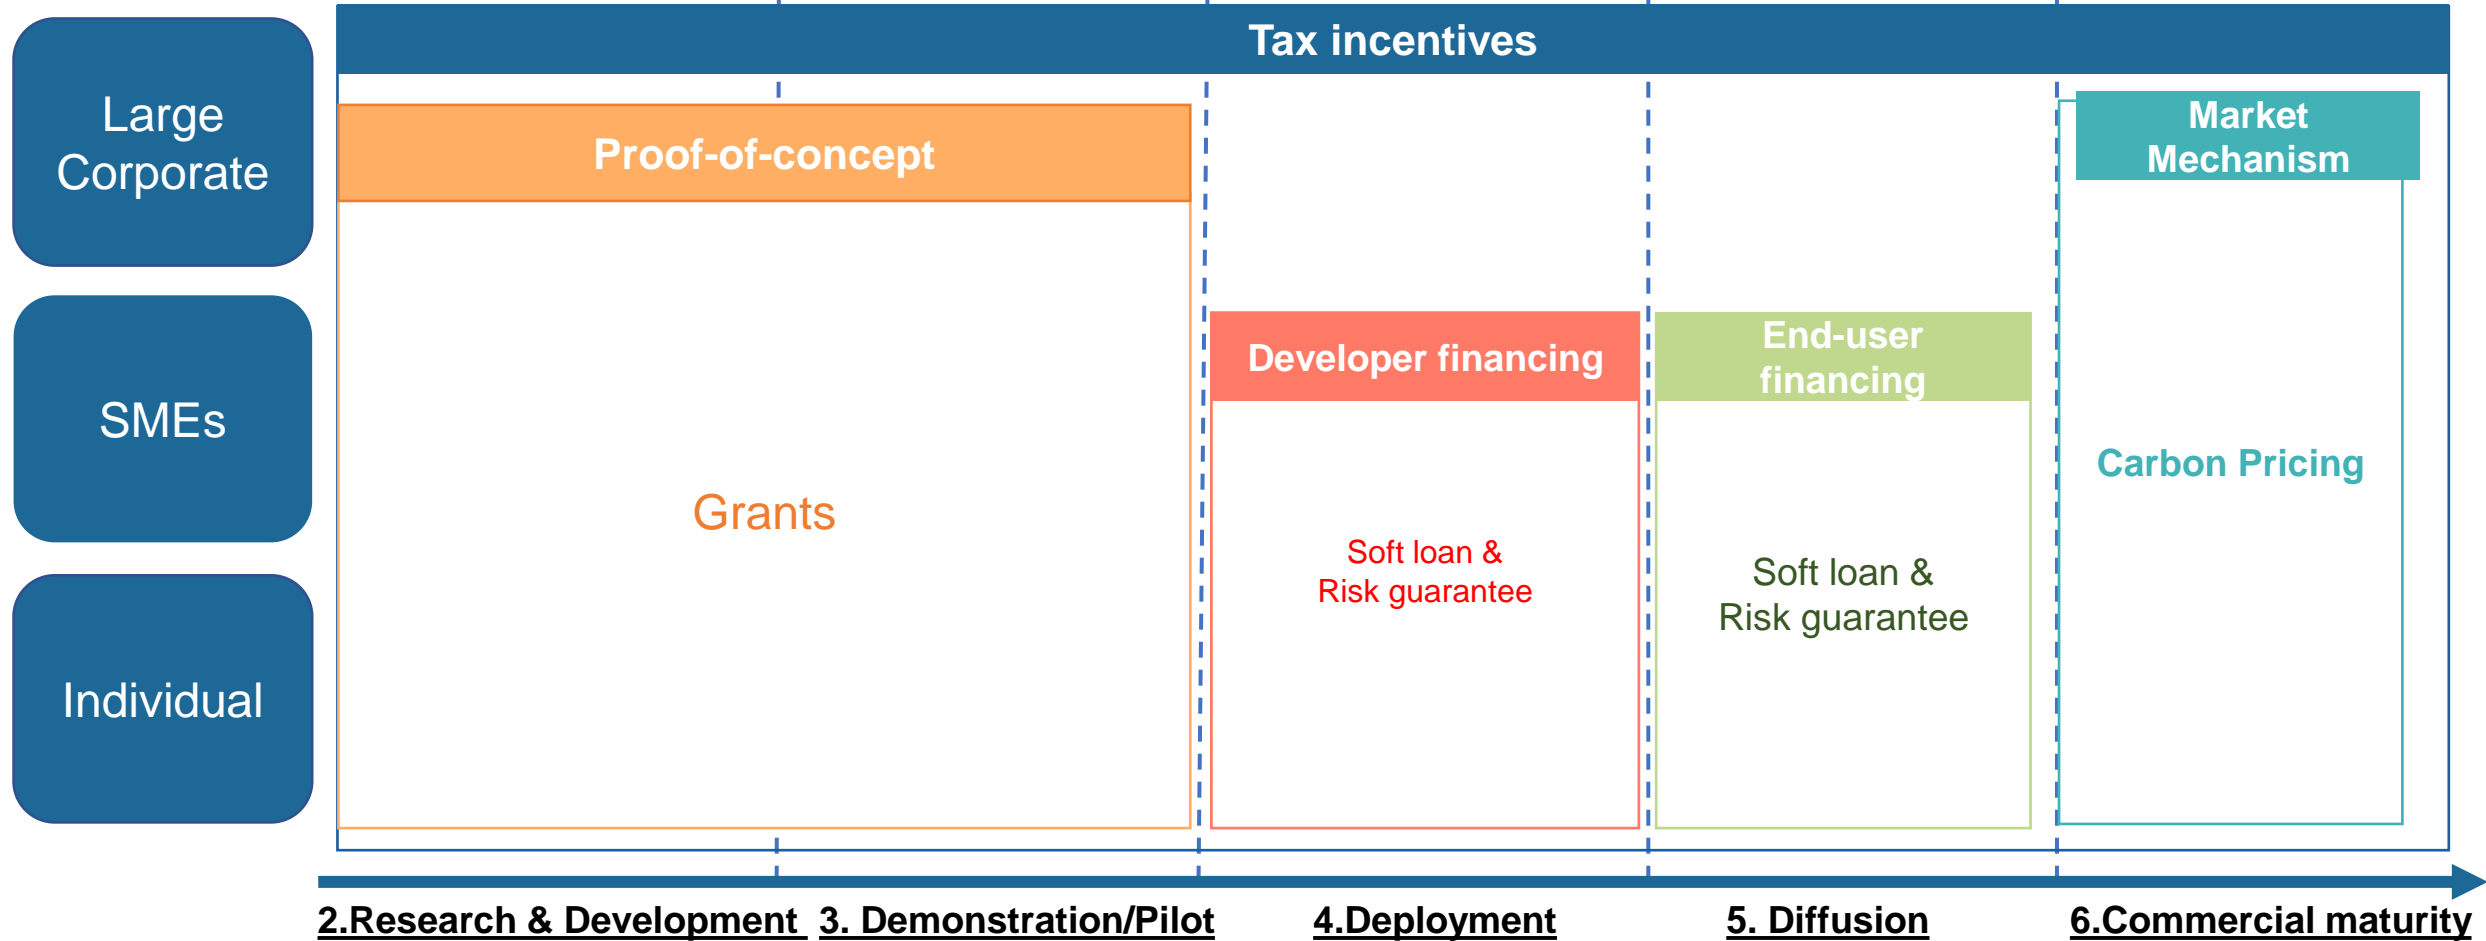 Tax incentives
Large
Corporate
Proof-of-concept
Market
Mechanism
SMEs
Developer financing
End-user
financing
Grants
Soft loan &
Risk guarantee
Soft loan &
Risk guarantee
Carbon Pricing
Individual
2.Research & Development
3. Demonstration/Pilot
4.Deployment
5. Diffusion
6.Commercial maturity